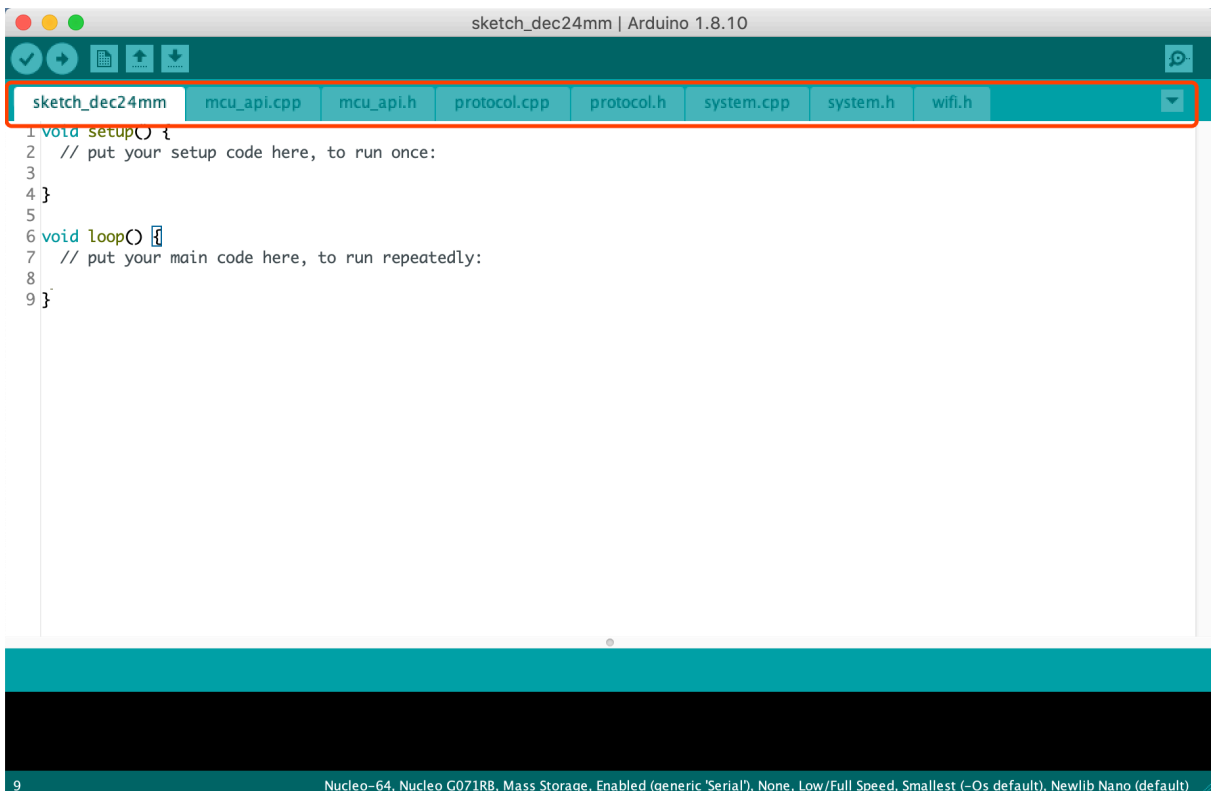 sketch_dec24mm | Arduino 1.8.10
sketch_dec24mm mcu_api.cpp mcu_api.h protocol.cpp protocol.h system.cpp system.h wifi.h
1 void setup() {
2 // put your setup code here, to run once:
3
4 }
5
6 void loop() {
7 // put your main code here, to run repeatedly:
8
9 }
9 Nucleo-64, Nucleo G071RB, Mass Storage, Enabled (generic 'Serial'), None, Low/Full Speed, Smallest (-Os default), Newlib Nano (default)